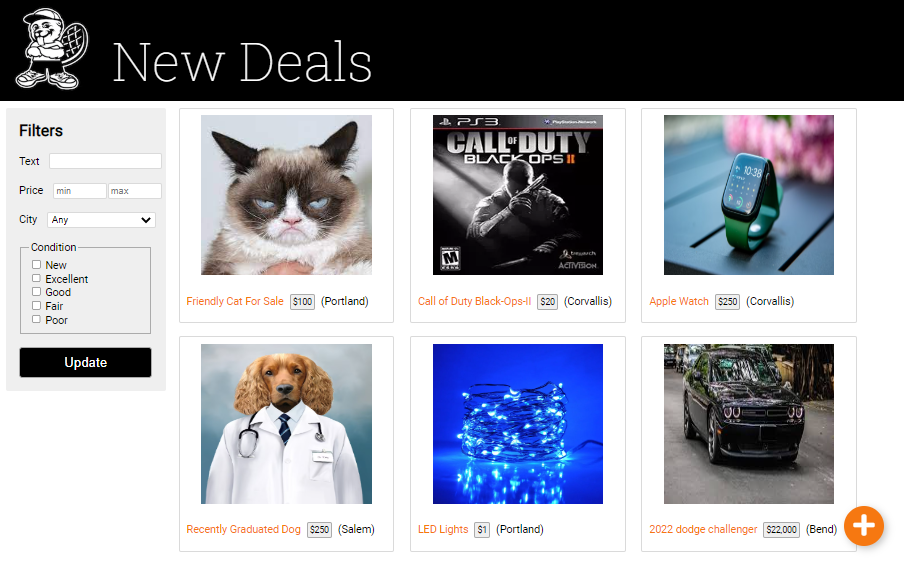 New Deals
Filters
Text
Price min max
City Any
Condition
New
Excellent
Good
Fair
Poor
Update
PS3 PlayStation Network
CALL OF DUTY
BLACK OPS II
M
ACTIVISION
10:38
Friendly Cat For Sale $100 (Portland)
Call of Duty Black-Ops-II $20 (Corvallis)
Apple Watch $250 (Corvallis)
Recently Graduated Dog $250 (Salem)
LED Lights $1 (Portland)
2022 dodge challenger $22,000 (Bend)
+